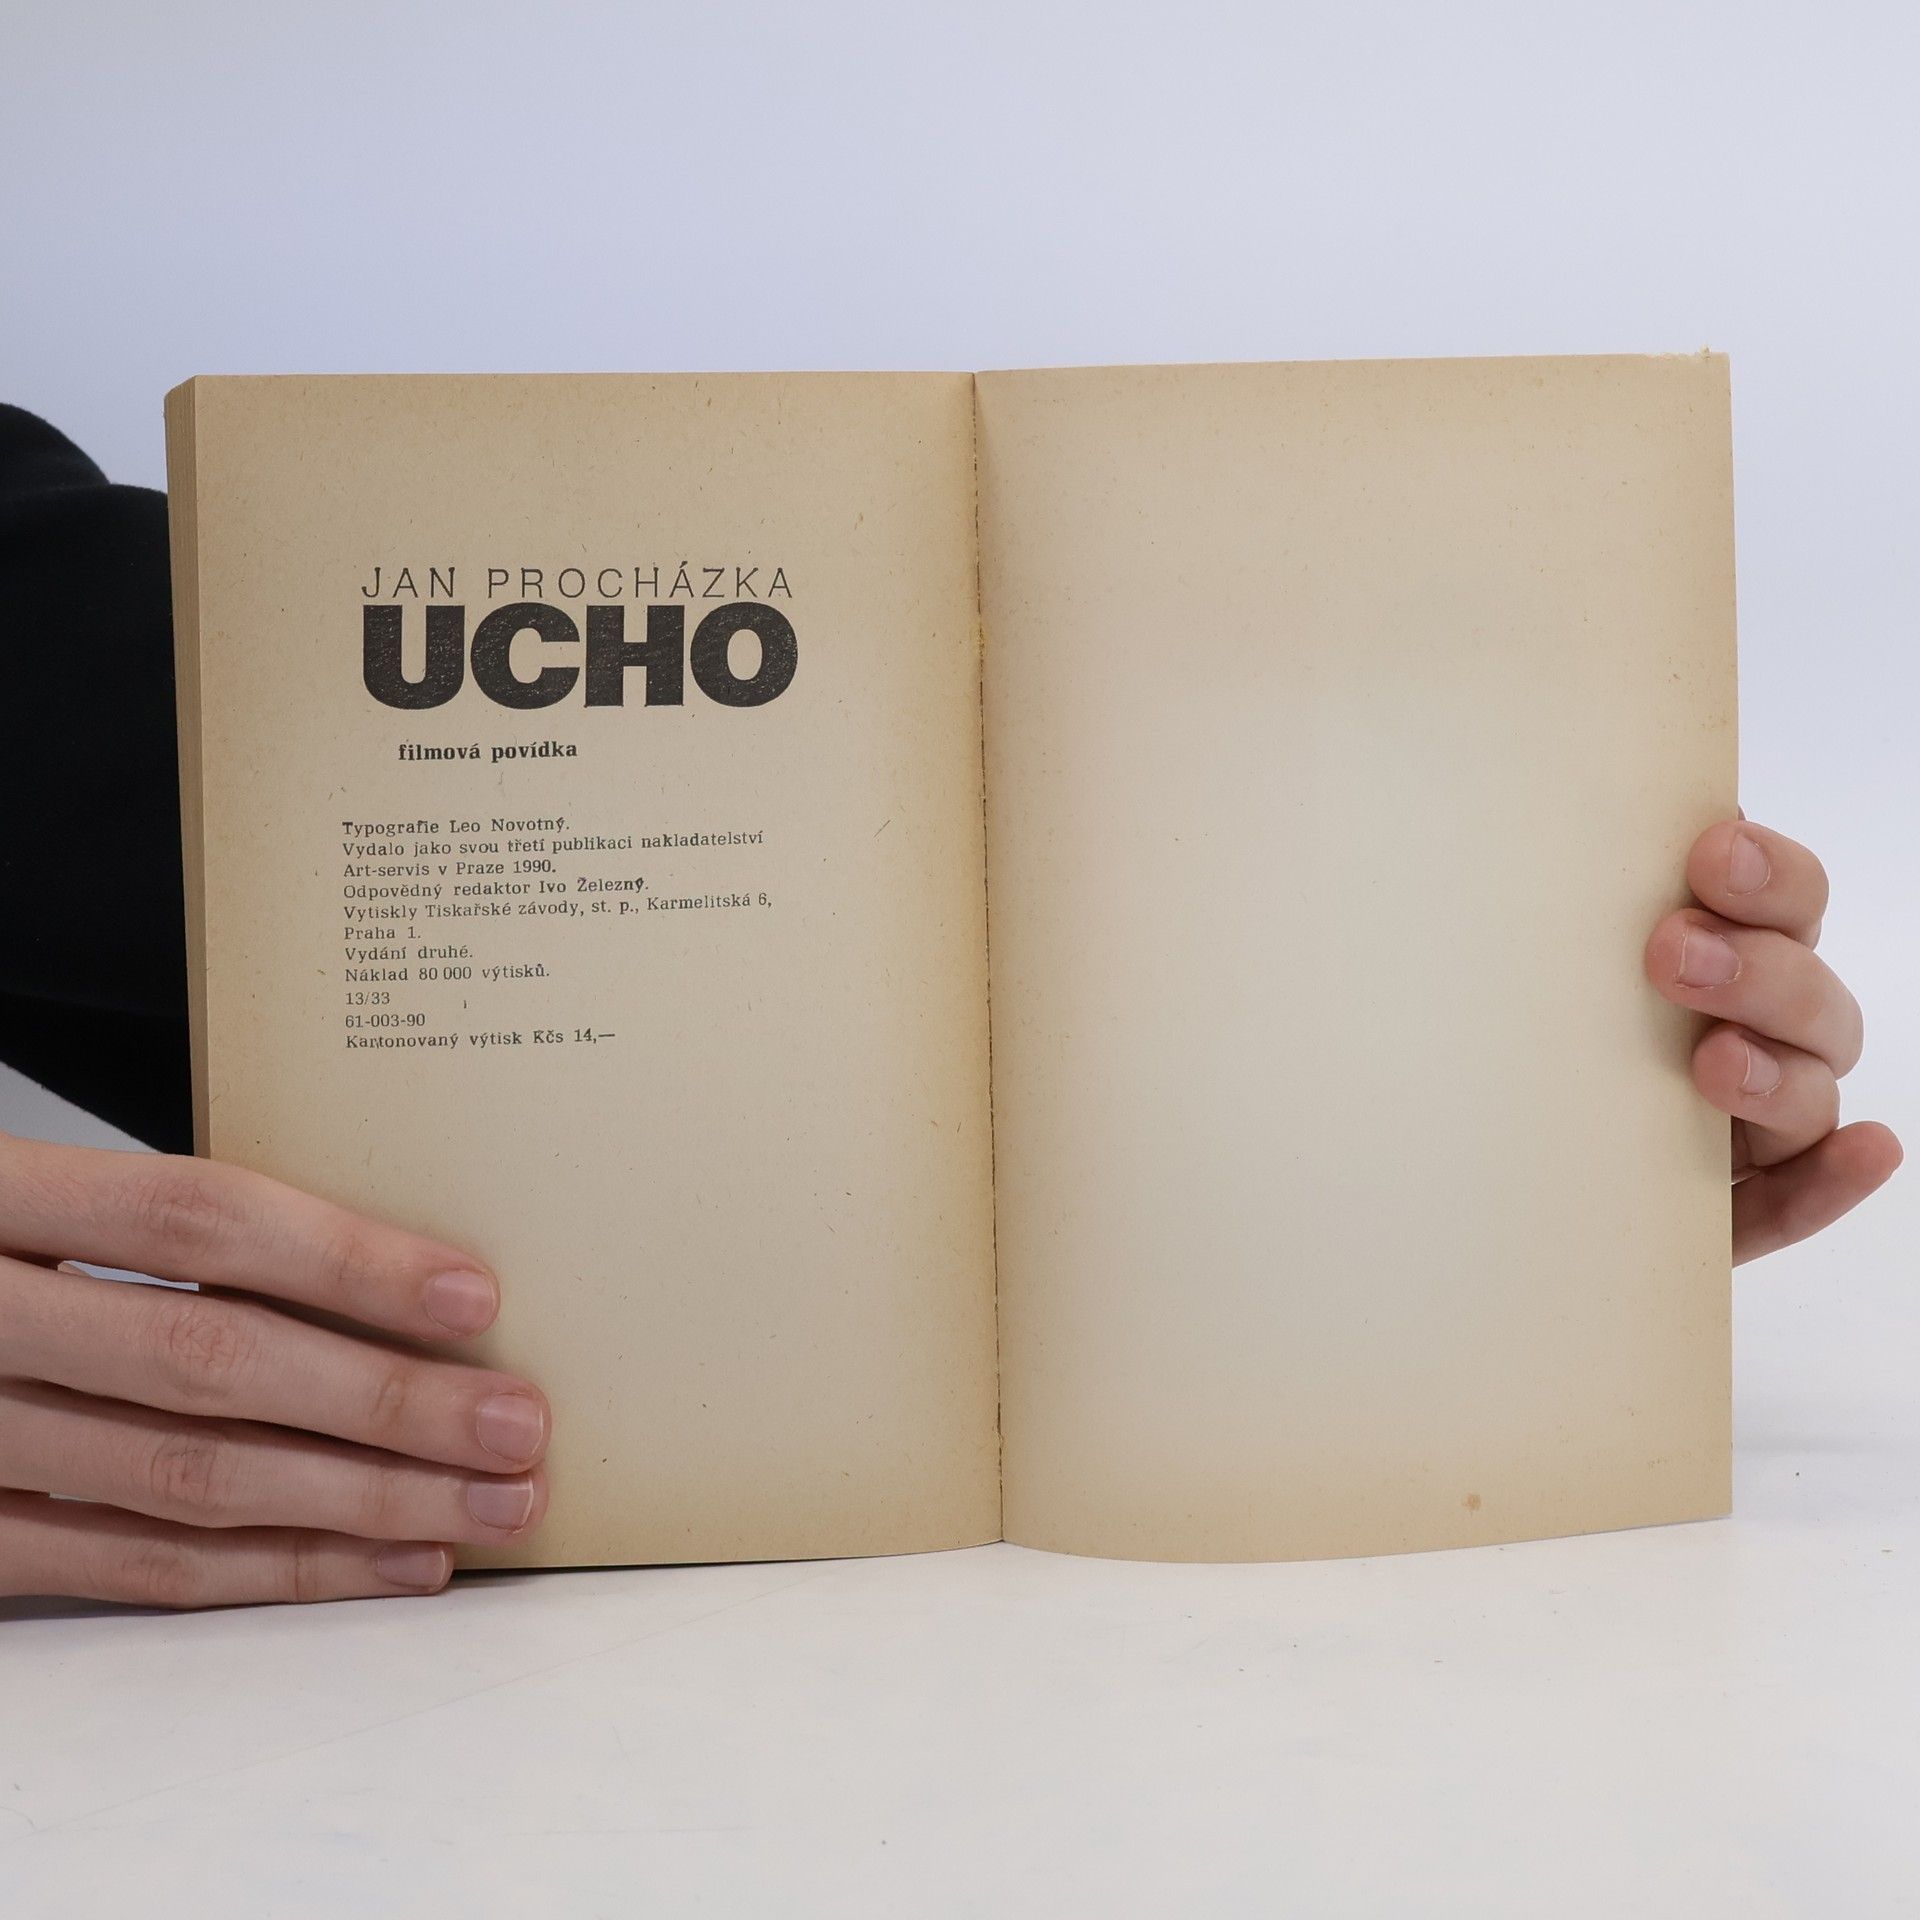 JAN PROCHÁZKA
UCHO
filmová povídka
Typografie Leo Novotný.
Vydalo jako svou třetí publikaci nakladatelství
Art-servis v Praze 1990.
Odpovědný redaktor Ivo Železný.
Vytiskly Tiskařské závody, st. p., Karmelitská 6,
Praha 1.
Vydání druhé.
Náklad 80 000 výtisků.
13/33
61-003-90
Kartonovaný výtisk Kčs 14,—